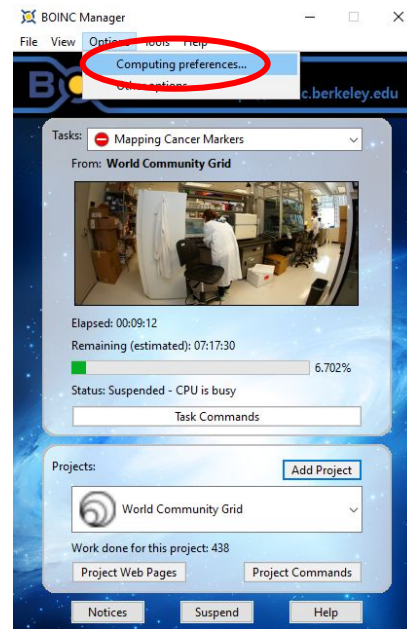 BOINC Manager
File View Options Tools Help
Computing preferences...
Other options...
c.berkeley.edu
Tasks: Mapping Cancer Markers
From: World Community Grid
Elapsed: 00:09:12
Remaining (estimated): 07:17:30
6.702%
Status: Suspended - CPU is busy
Task Commands
Projects:
Add Project
World Community Grid
Work done for this project: 438
Project Web Pages Project Commands
Notices Suspend Help